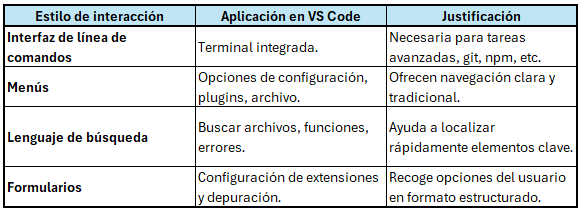 Estilo de interacción Aplicación en VS Code Justificación
Interfaz de línea de
comandos
Terminal integrada.
Necesaria para tareas
avanzadas, git, npm, etc.
Menús
Opciones de configuración,
plugins, archivo.
Ofrecen navegación clara y
tradicional.
Lenguaje de búsqueda
Buscar archivos, funciones,
errores.
Ayuda a localizar
rápidamente elementos clave.
Formularios
Configuración de extensiones
y depuración.
Recoge opciones del usuario
en formato estructurado.